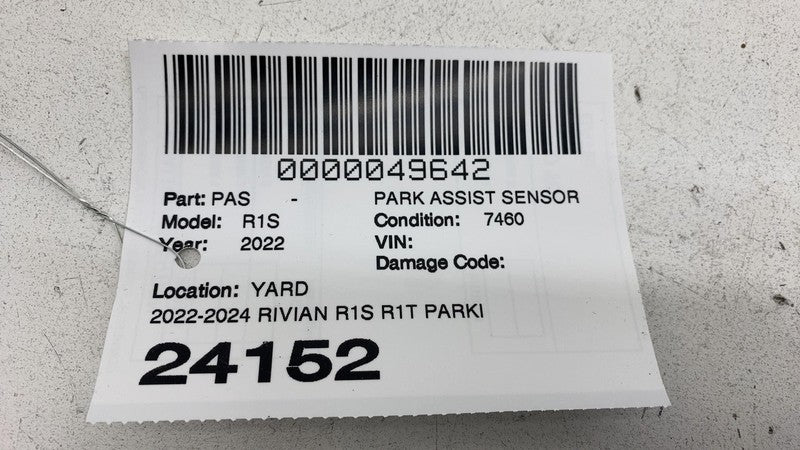 0000049642
Part: PAS - PARK ASSIST SENSOR
Model: R1S Condition: 7460
Year: 2022 VIN:
Damage Code:
Location: YARD
2022-2024 RIVIAN R1S R1T PARKI
24152